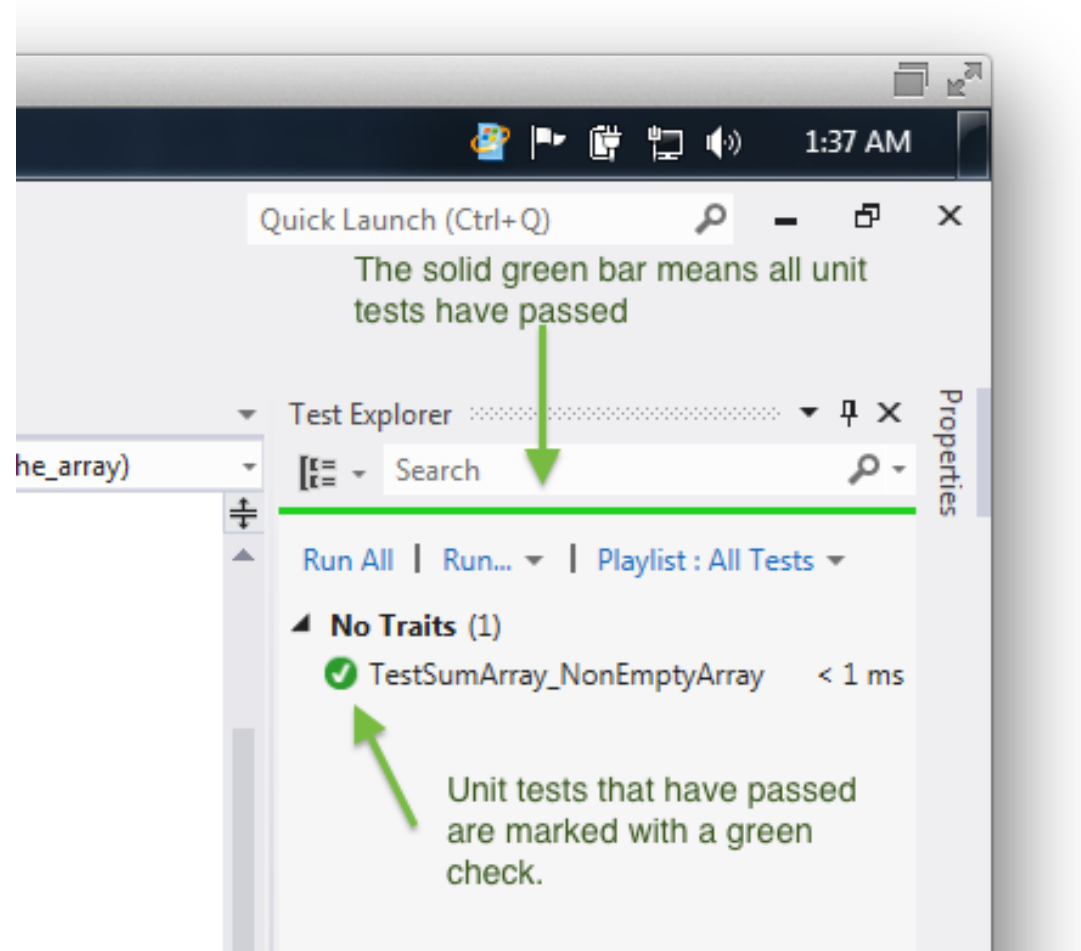 1:37 AM
Quick Launch (Ctrl+Q)
The solid green bar means all unit
tests have passed
Test Explorer
Properties
he_array)
Search
Run All | Run... | Playlist : All Tests
No Traits (1)
TestSumArray_NonEmptyArray < 1 ms
Unit tests that have passed
are marked with a green
check.